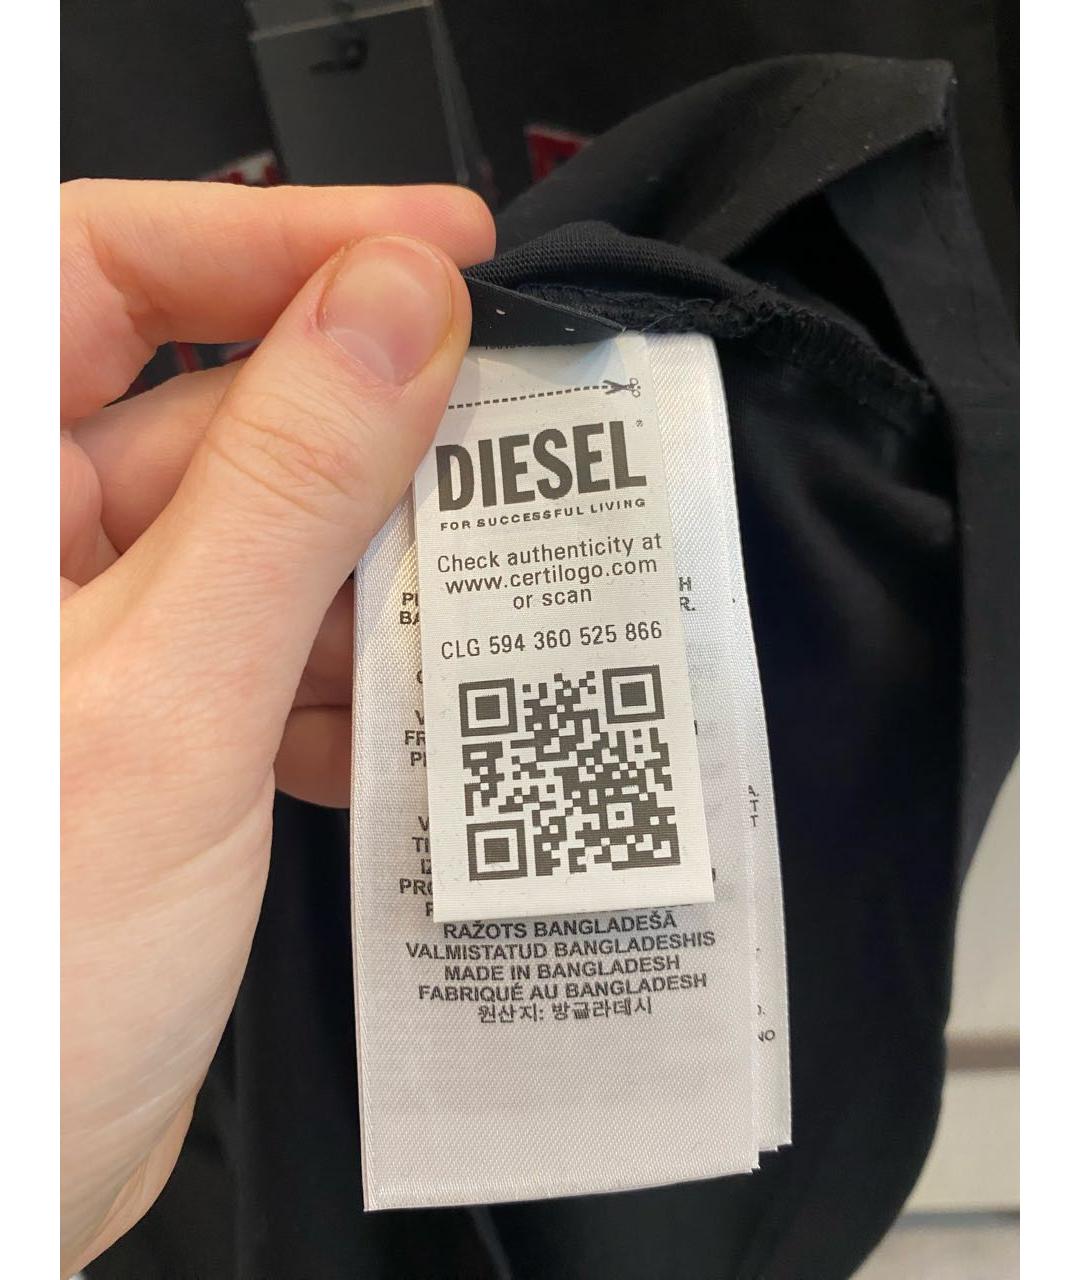 DIESEL®
FOR SUCCESSFUL LIVING
Check authenticity at
www.certilogo.com
or scan
CLG 594 360 525 866
RAŽOTS BANGLADEŠĀ
VALMISTATUD BANGLADESHIS
MADE IN BANGLADESH
FABRIQUÉ AU BANGLADESH
원산지: 방글라데시